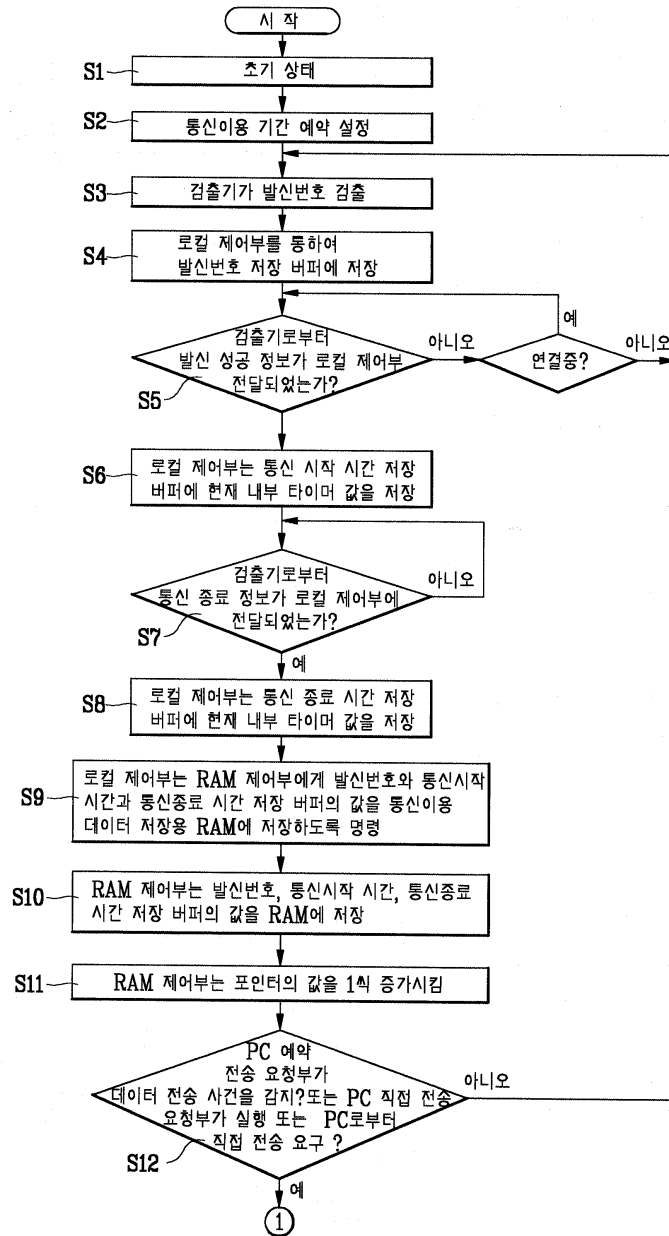 시 작
S1
초기 상태
S2
통신이용 기간 예약 설정
S3
검출기가 발신번호 검출
S4
로컬 제어부를 통하여
발신번호 저장 버퍼에 저장
검출기로부터
발신 성공 정보가 로컬 제어부
전달되었는가?
S5
아니오
예
연결중?
아니오
S6
로컬 제어부는 통신 시작 시간 저장
버퍼에 현재 내부 타이머 값을 저장
검출기로부터
통신 종료 정보가 로컬 제어부에
전달되었는가?
S7
아니오
예
S8
로컬 제어부는 통신 종료 시간 저장
버퍼에 현재 내부 타이머 값을 저장
S9
로컬 제어부는 RAM 제어부에게 발신번호와 통신시작
시간과 통신종료 시간 저장 버퍼의 값을 통신이용
데이터 저장용 RAM에 저장하도록 명령
S10
RAM 제어부는 발신번호, 통신시작 시간, 통신종료
시간 저장 버퍼의 값을 RAM에 저장
S11
RAM 제어부는 포인터의 값을 1씩 증가시킴
PC 예약
전송 요청부가
데이터 전송 사건을 감지?또는 PC 직접 전송
요청부가 실행 또는 PC로부터
직접 전송 요구 ?
S12
아니오
예
1